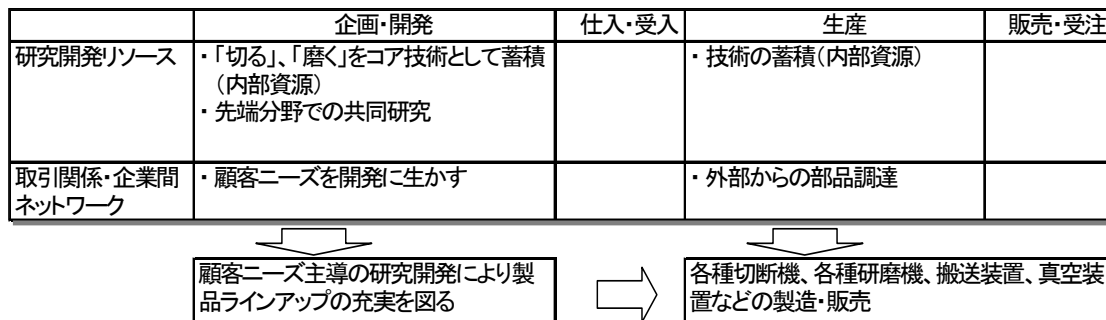 企画・開発
仕入・受入
生産
販売・受注
研究開発リソース
・「切る」、「磨く」をコア技術として蓄積
(内部資源)
・ 先端分野での共同研究
・ 技術の蓄積(内部資源)
取引関係・企業間
ネットワーク
・ 顧客ニーズを開発に生かす
・ 外部からの部品調達
顧客ニーズ主導の研究開発により製
品ラインアップの充実を図る
各種切断機、各種研磨機、搬送装置、真空装
置などの製造・販売